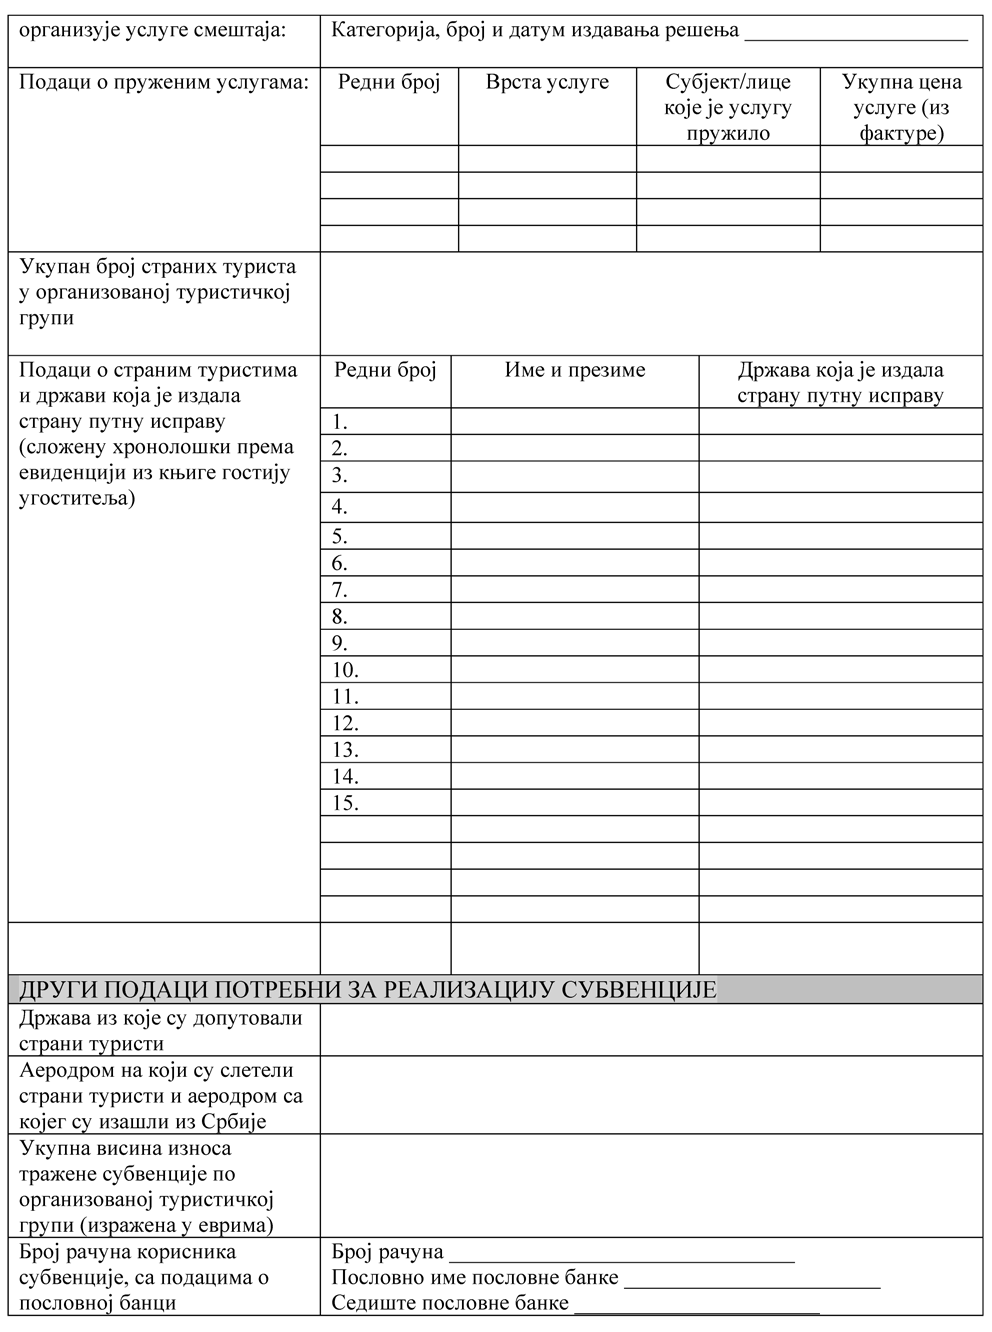 организује услуге смештаја:
Категорија, број и датум издавања решења ____________________
Подаци о пруженим услугама:
Редни број
Врста услуге
Субјект/лице
које је услугу
пружило
Укупна цена
услуге (из
фактуре)
Укупан број страних туриста
у организованој туристичкој
групи
Подаци о страним туристима
и држави која је издала
страну путну исправу
(сложену хронолошки према
евиденцији из књиге гостију
угоститеља)
Редни број
Име и презиме
Држава која је издала
страну путну исправу
1.
2.
3.
4.
5.
6.
7.
8.
9.
10.
11.
12.
13.
14.
15.
ДРУГИ ПОДАЦИ ПОТРЕБНИ ЗА РЕАЛИЗАЦИЈУ СУБВЕНЦИЈЕ
Држава из које су допутовали
страни туристи
Аеродром на који су слетели
страни туристи и аеродром са
којег су изашли из Србије
Укупна висина износа
тражене субвенције по
организованој туристичкој
групи (изражена у еврима)
Број рачуна корисника
субвенције, са подацима о
пословној банци
Број рачуна _______________________________
Пословно име пословне банке _______________________
Седиште пословне банке ______________________